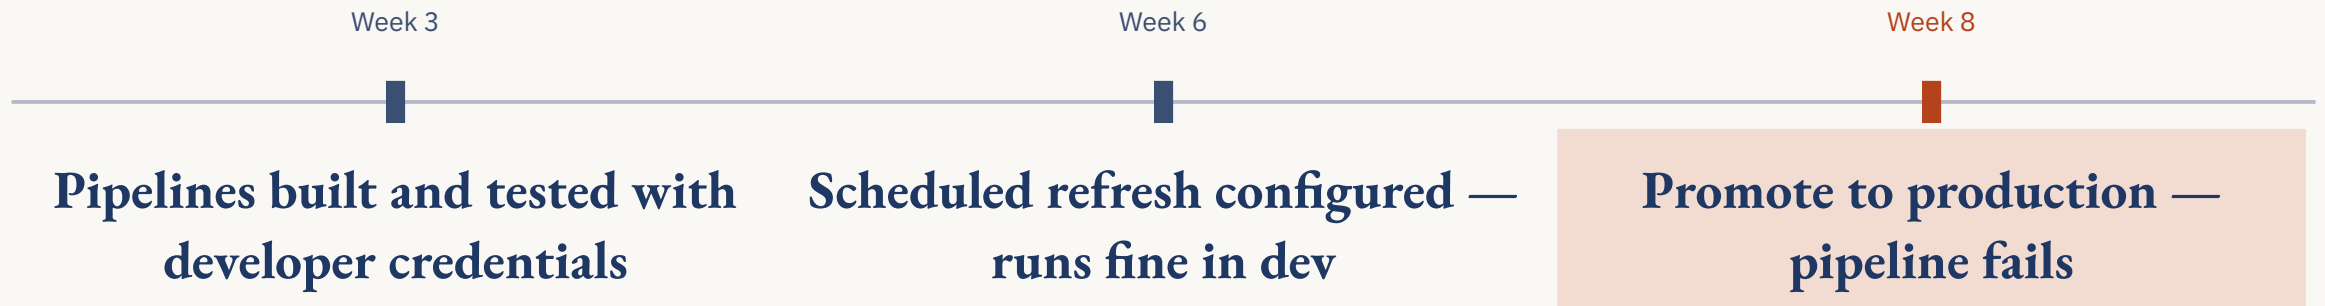 Week 3
Week 6
Week 8
Pipelines built and tested with
developer credentials
Scheduled refresh configured —
runs fine in dev
Promote to production —
pipeline fails